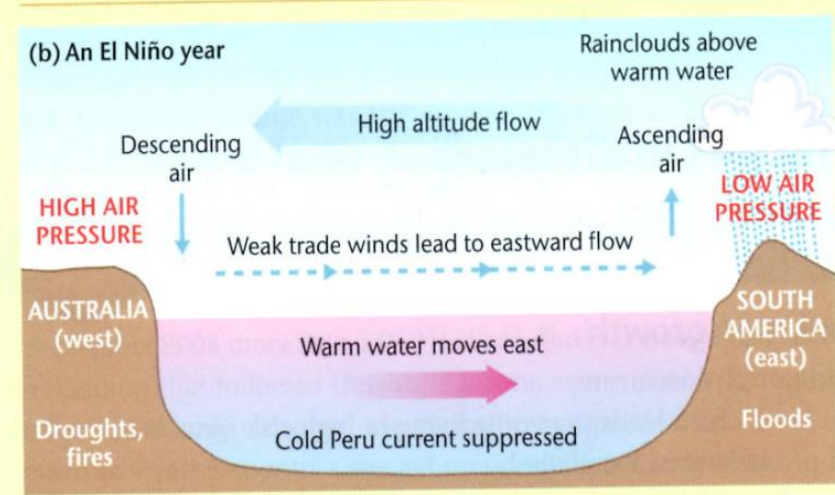 (b) An El Niño year
Rainclouds above
warm water
High altitude flow
Descending
air
Ascending
air
HIGH AIR
PRESSURE
LOW AIR
PRESSURE
Weak trade winds lead to eastward flow
AUSTRALIA
(west)
SOUTH
AMERICA
(east)
Warm water moves east
Droughts,
fires
Floods
Cold Peru current suppressed